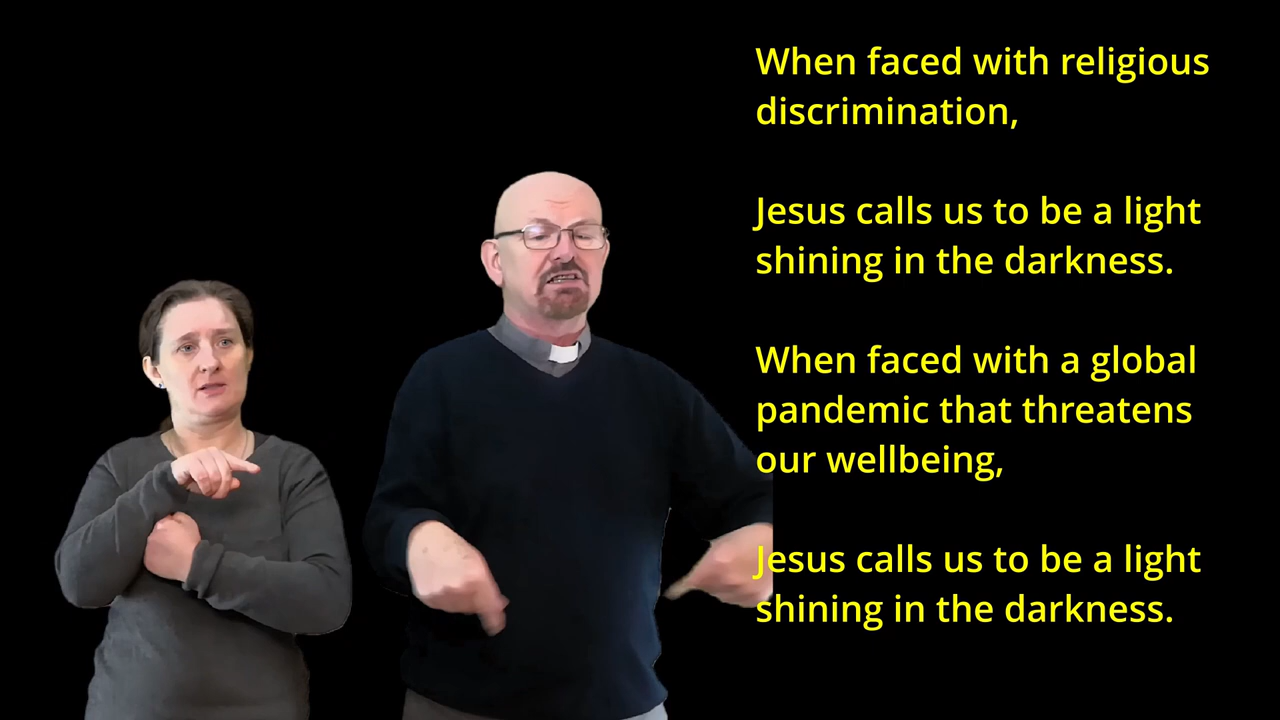 When faced with religious
discrimination,
Jesus calls us to be a light
shining in the darkness.
When faced with a global
pandemic that threatens
our wellbeing,
Jesus calls us to be a light
shining in the darkness.